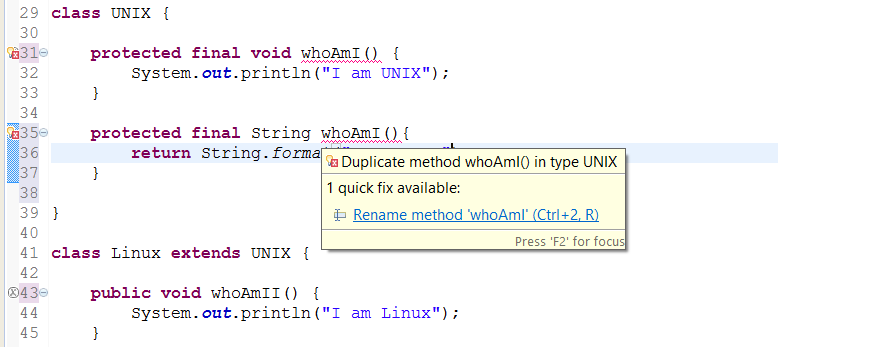 29 class UNIX {
30
31 protected final void whoAmI() {
32 System.out.println("I am UNIX");
33 }
34
35 protected final String whoAmI(){
36 return String.forma
37 }
38
39 }
40
41 class Linux extends UNIX {
42
43 public void whoAmII() {
44 System.out.println("I am Linux");
45 }
Duplicate method whoAmI() in type UNIX
1 quick fix available:
Rename method 'whoAmI' (Ctrl+2, R)
Press 'F2' for focus